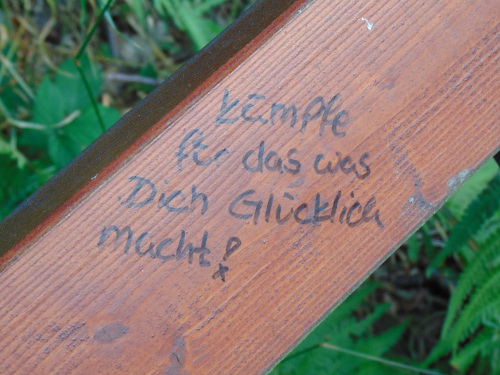 kämpfe
für das was
Dich Glücklich
macht!